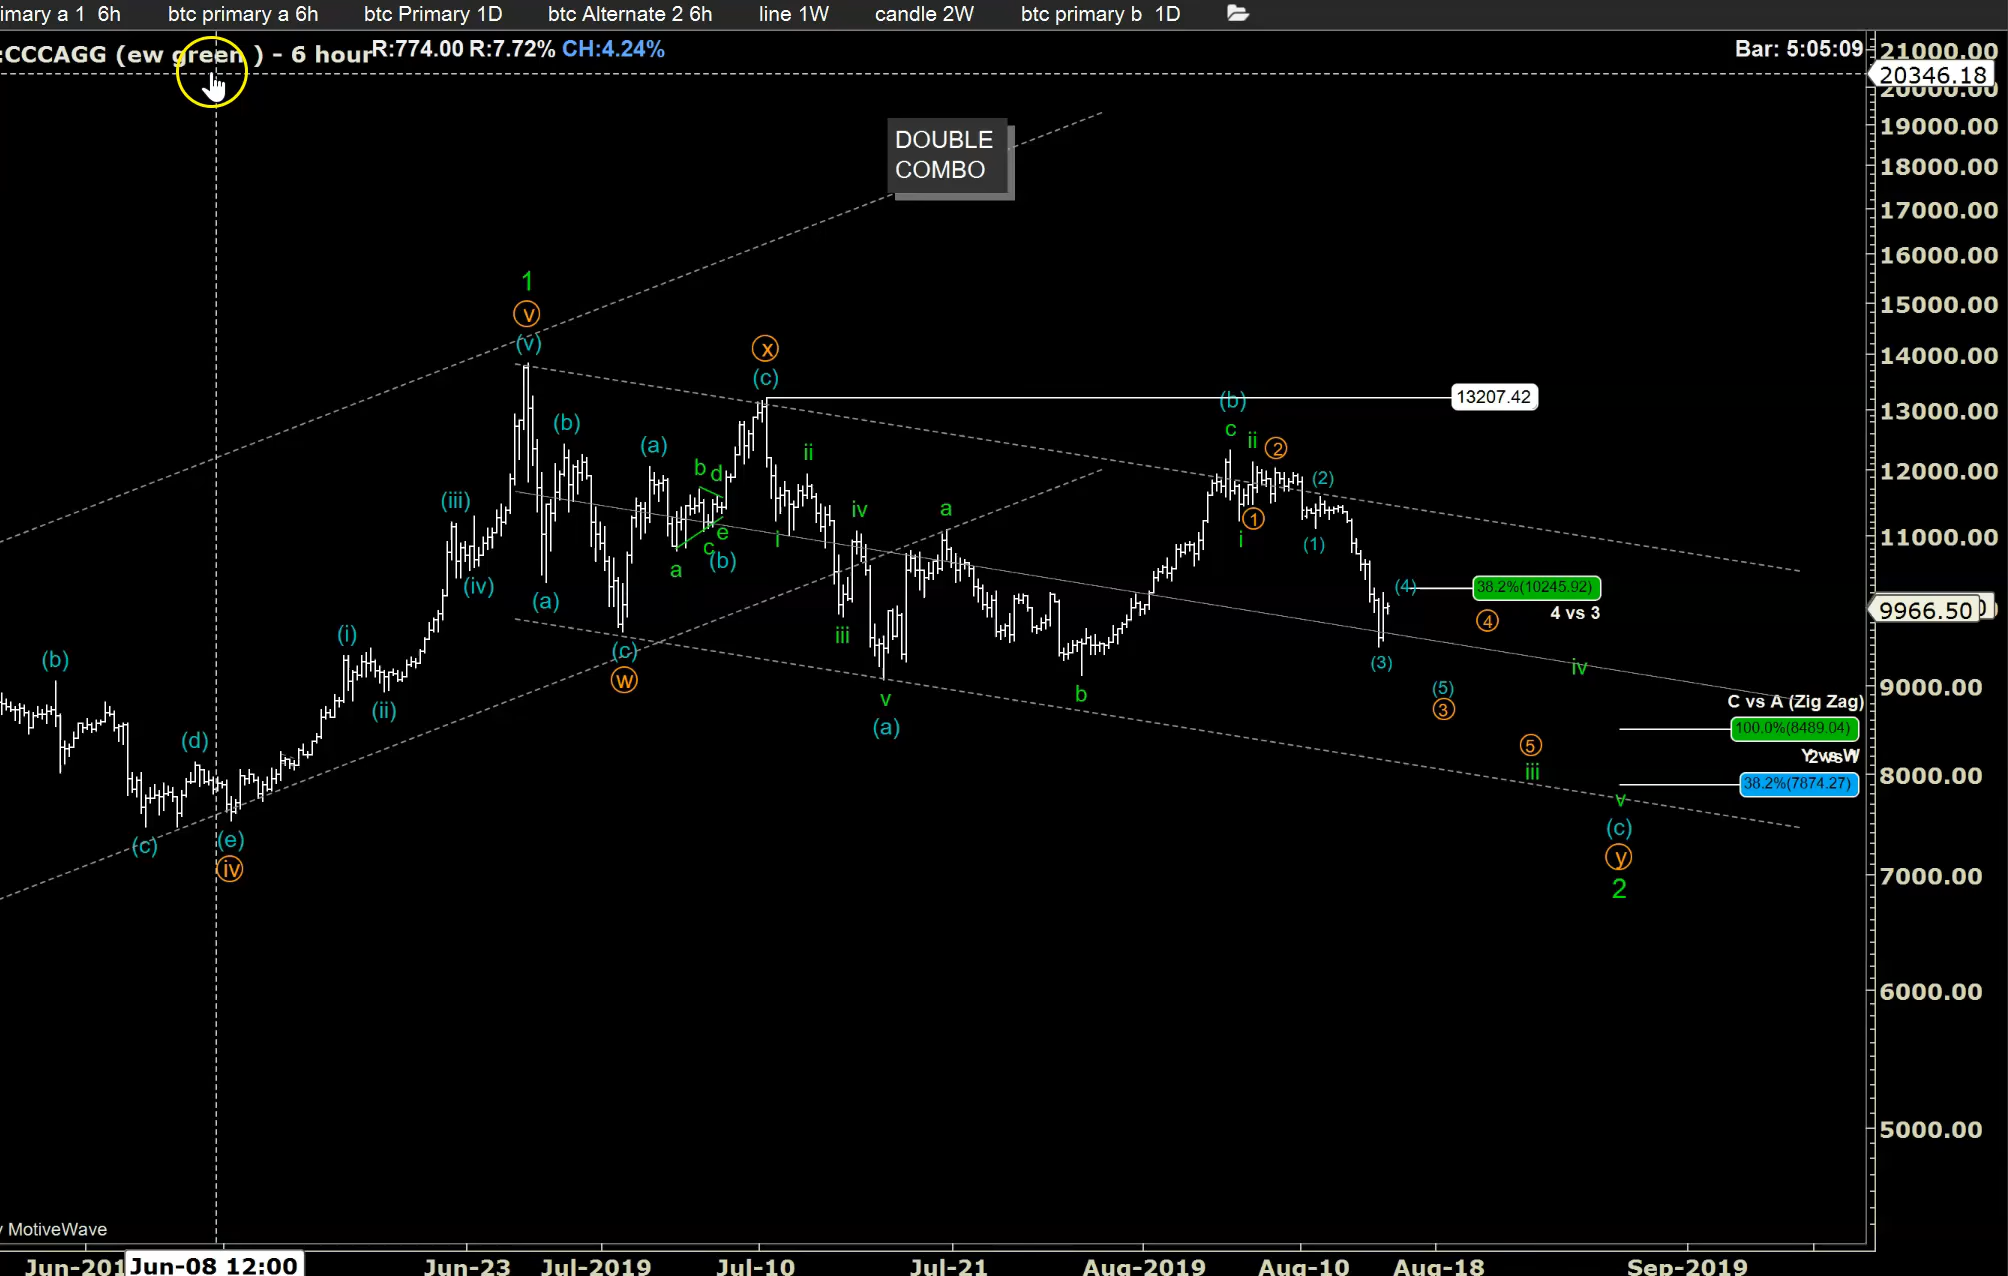 imary a 1 6h btc primary a 6h btc Primary 1D btc Alternate 2 6h line 1W candle 2W btc primary b 1D
:CCCAGG (ew green ) - 6 hour R:774.00 R:7.72% CH:4.24% Bar: 5:05:09
21000.00
20346.18
20000.00
19000.00
DOUBLE
COMBO
18000.00
17000.00
16000.00
1
15000.00
v
(v)
x
14000.00
(c)
13207.42
(b)
13000.00
(b) c ii 2
(a) ii
b d
12000.00
(2)
(iii)
iv a
1
11000.00
e i i (1)
c
(b)
a
(iv) (a)
(4) 38.2%(10245.92)
9966.50
4 4 vs 3
(i) iii
(c) (3)
(b)
iv
w
(5)
9000.00
b
v
C vs A (Zig Zag)
(ii) 3
(a) 100.0%(8489.04)
(d) 5
iii
8000.00
38.2%(7874.27)
v
(c)
(e)
(c)
y
iv
7000.00
2
6000.00
5000.00
MotiveWave
Jun-201 Jun-08 12:00 Jun-23 Jul-2019 Jul-10 Jul-21 Aug-2019 Aug-10 Aug-18 Sep-2019